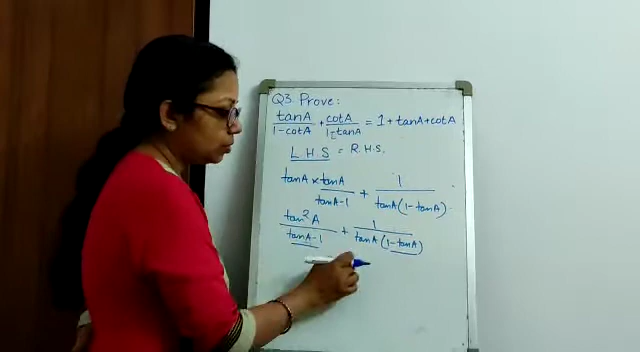 Q3 Prove:
tanA/1-cotA + cotA/1-tanA = 1+tanA+cotA
LHS = R.H.S.
tanA × tanA/tanA-1 + 1/tanA(1-tanA)
tan²A/tanA-1 + 1/tanA(1-tanA)